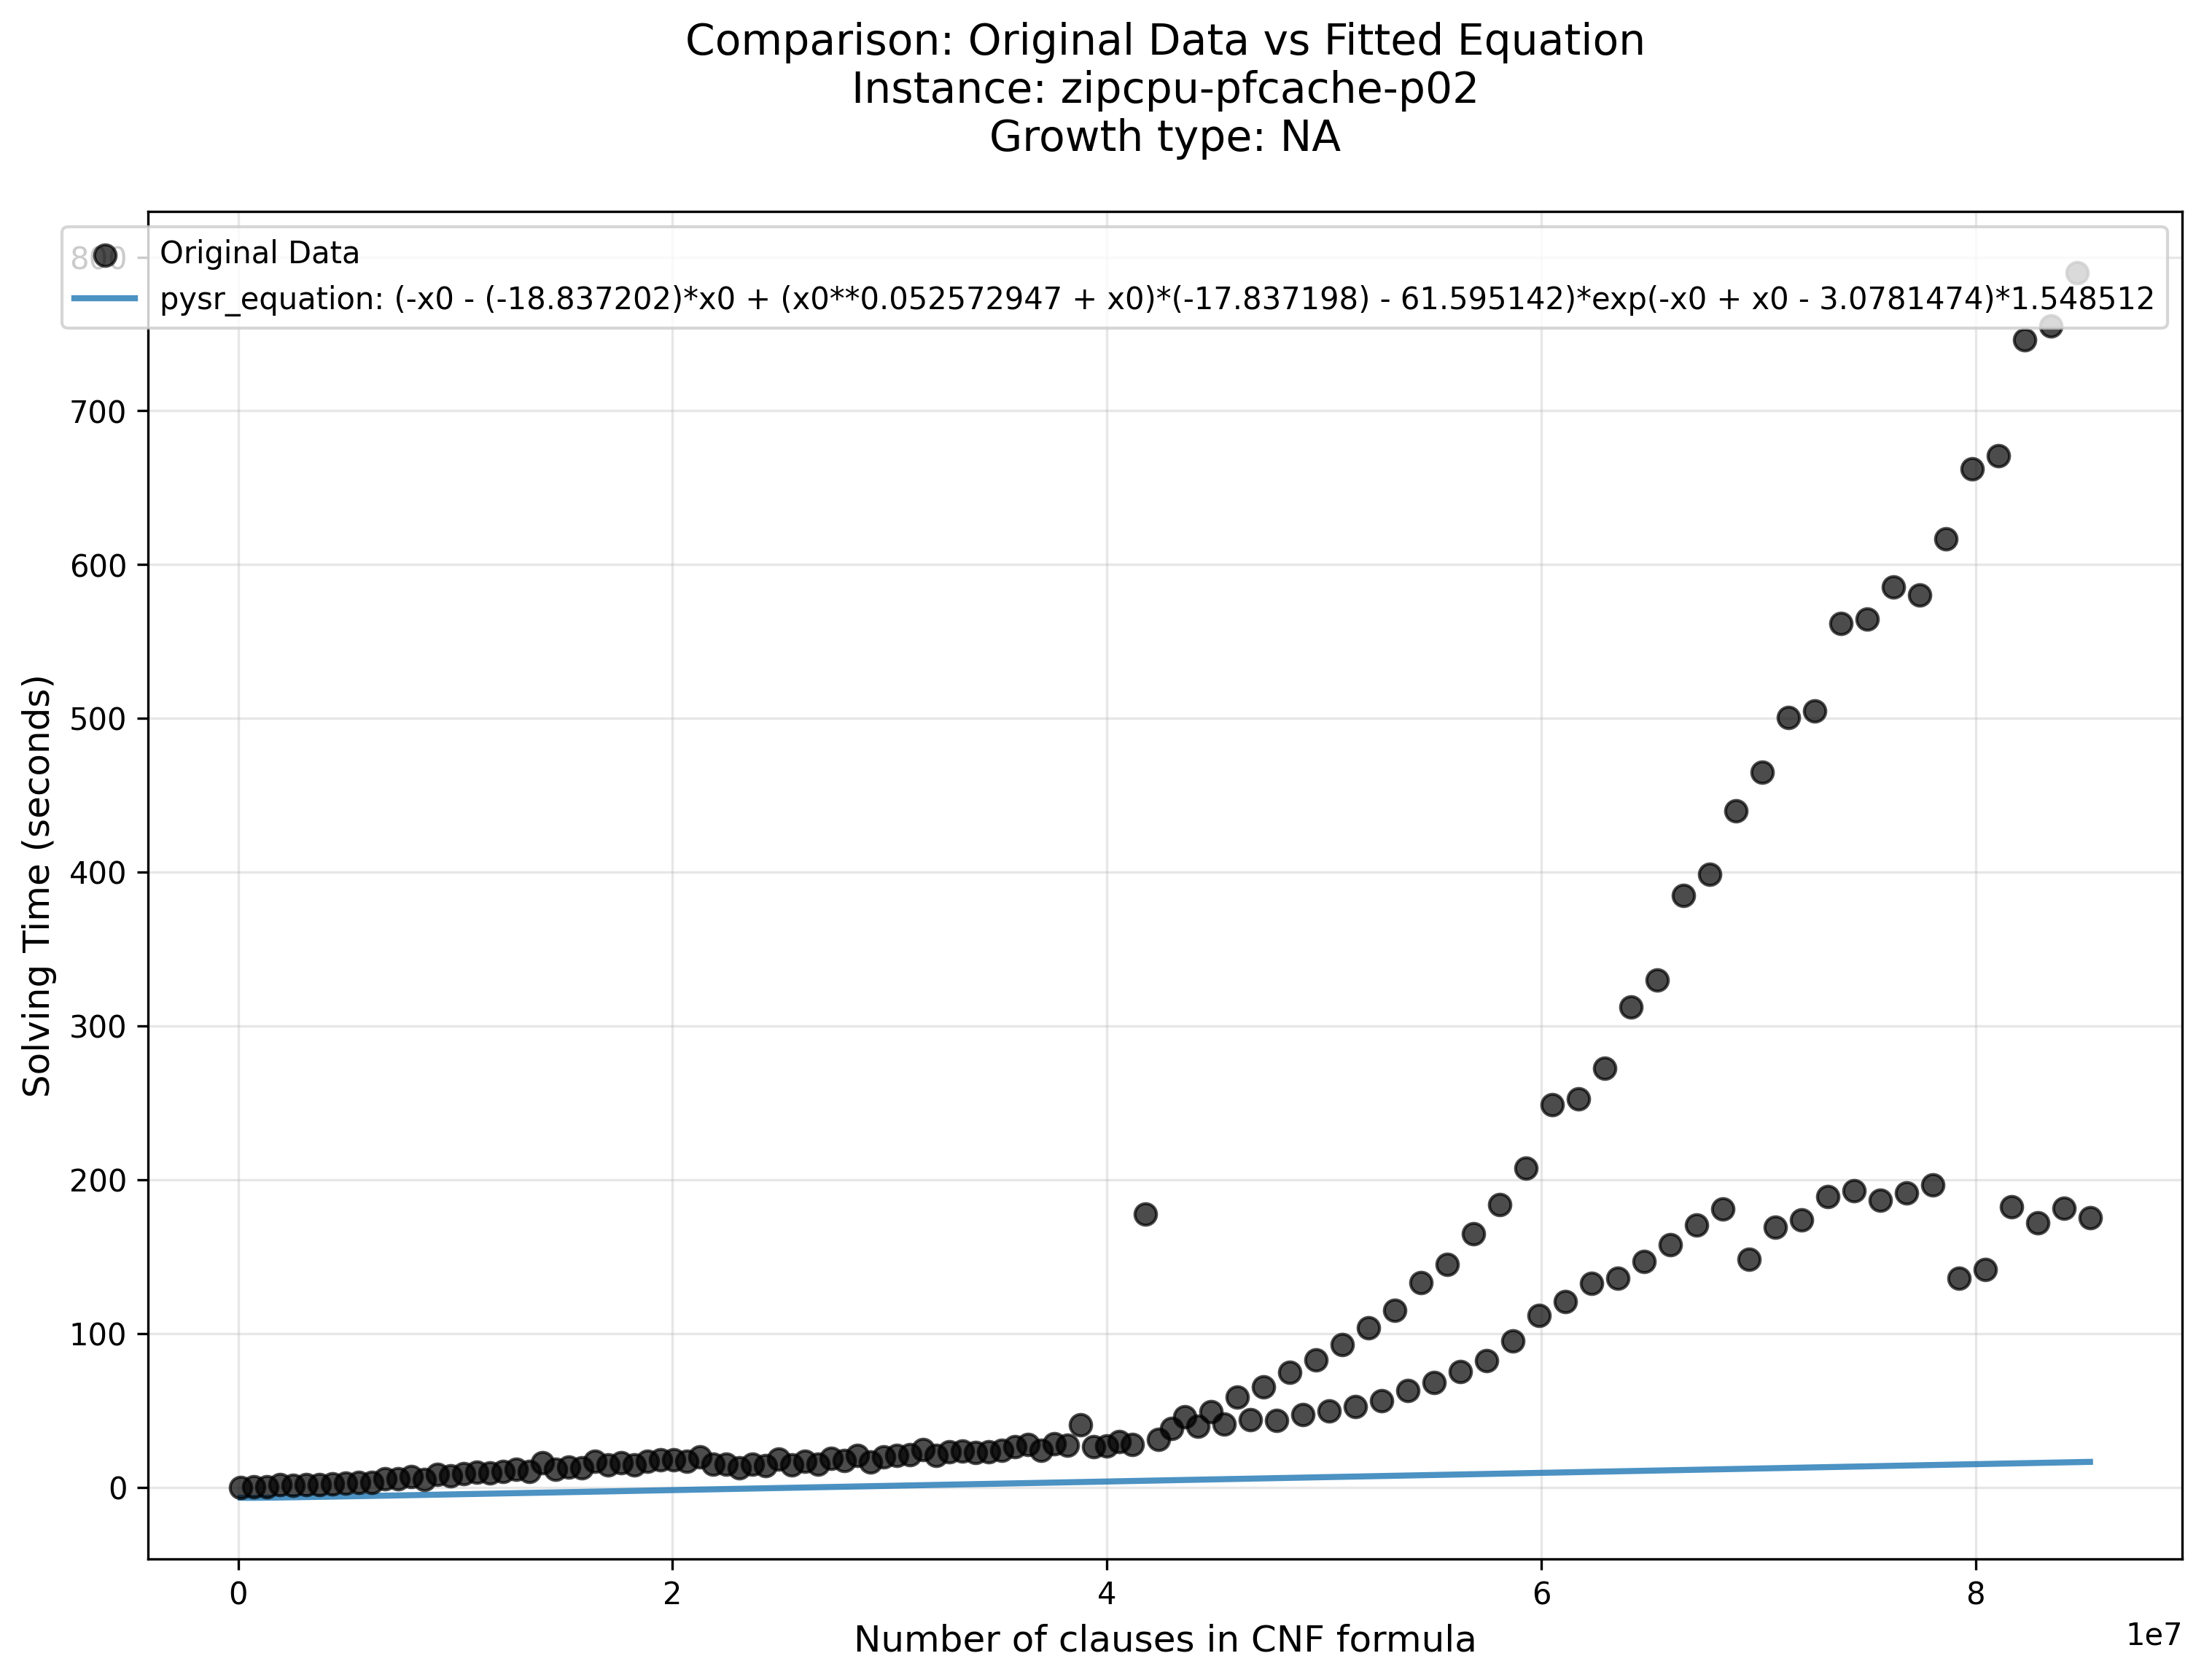 Comparison: Original Data vs Fitted Equation
Instance: zipcpu-pfcache-p02
Growth type: NA
Original Data
pysr_equation: (-x0 - (-18.837202)*x0 + (x0**0.052572947 + x0)*(-17.837198) - 61.595142)*exp(-x0 + x0 - 3.0781474)*1.548512
800
700
600
500
400
300
200
100
0
Solving Time (seconds)
0 2 4 6 8
1e7
Number of clauses in CNF formula